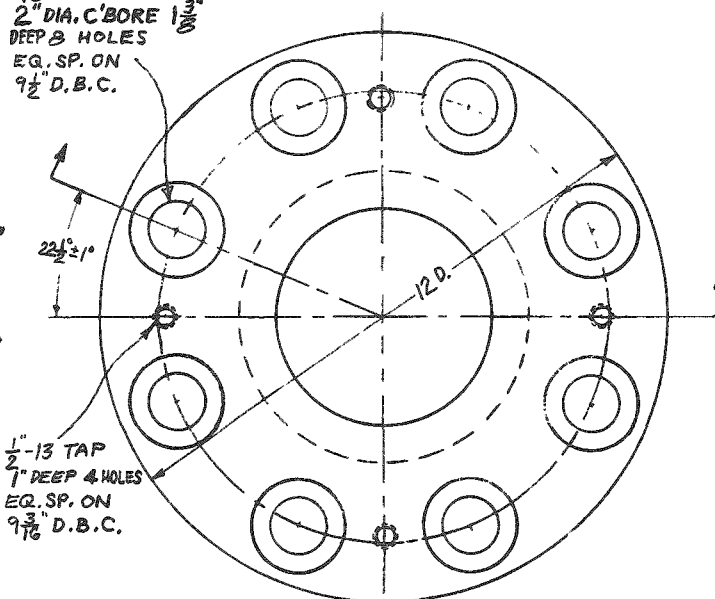 2" DIA. C'BORE 1 3/8"
DEEP 8 HOLES
EQ. SP. ON
9 1/2" D.B.C.
22 1/2° ± 1°
12 D.
1/2"-13 TAP
1" DEEP 4 HOLES
EQ. SP. ON
9 3/16" D.B.C.